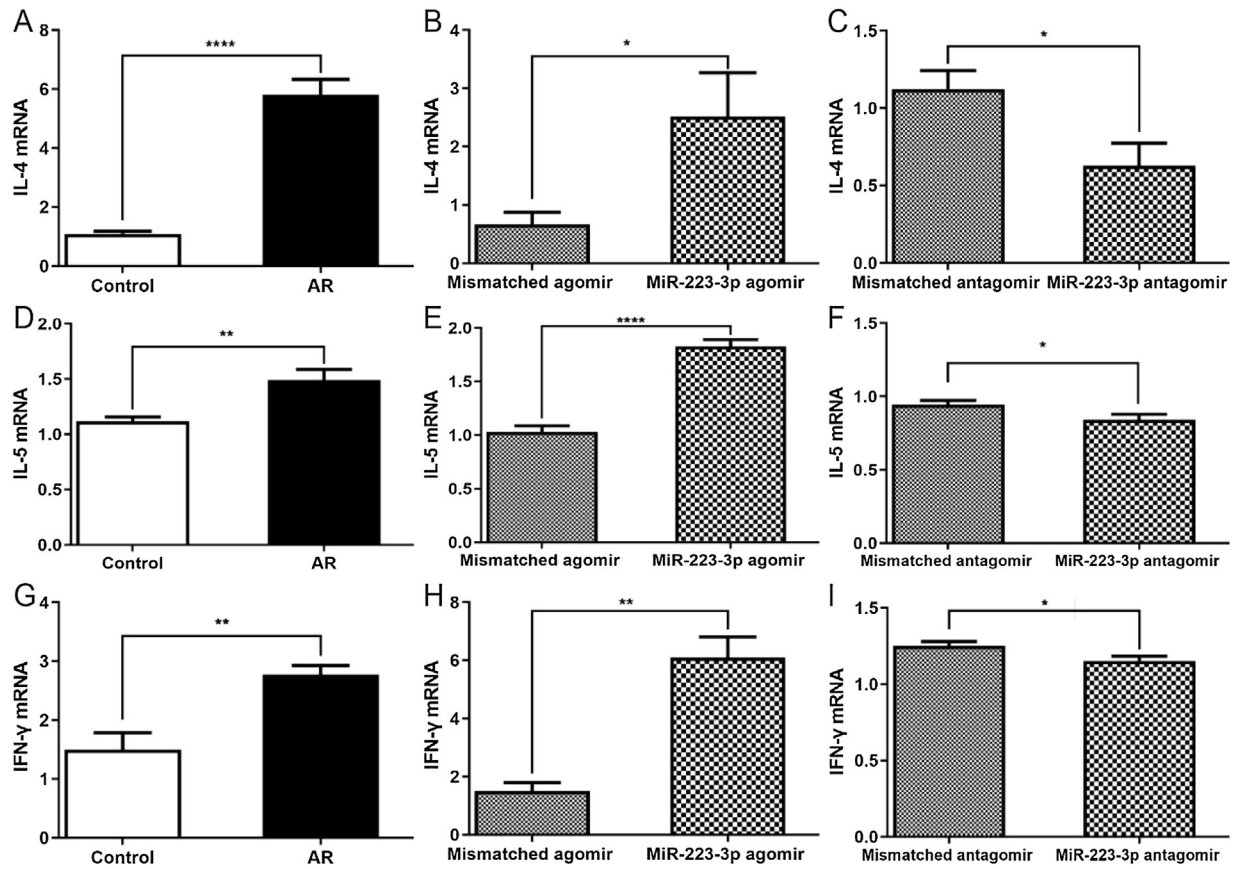 A
IL-4 mRNA
8
6
4
2
0
****
Control
AR
B
IL-4 mRNA
4
3
2
1
0
*
Mismatched agomir
MiR-223-3p agomir
C
IL-4 mRNA
1.5
1.0
0.5
0.0
*
Mismatched antagomir
MiR-223-3p antagomir
D
IL-5 mRNA
2.0
1.5
1.0
0.5
0.0
**
Control
AR
E
IL-5 mRNA
2.0
1.5
1.0
0.5
0.0
****
Mismatched agomir
MiR-223-3p agomir
F
IL-5 mRNA
1.5
1.0
0.5
0.0
*
Mismatched antagomir
MiR-223-3p antagomir
G
IFN-γ mRNA
4
3
2
1
0
**
Control
AR
H
IFN-γ mRNA
8
6
4
2
0
**
Mismatched agomir
MiR-223-3p agomir
I
IFN-γ mRNA
1.5
1.0
0.5
0.0
*
Mismatched antagomir
MiR-223-3p antagomir